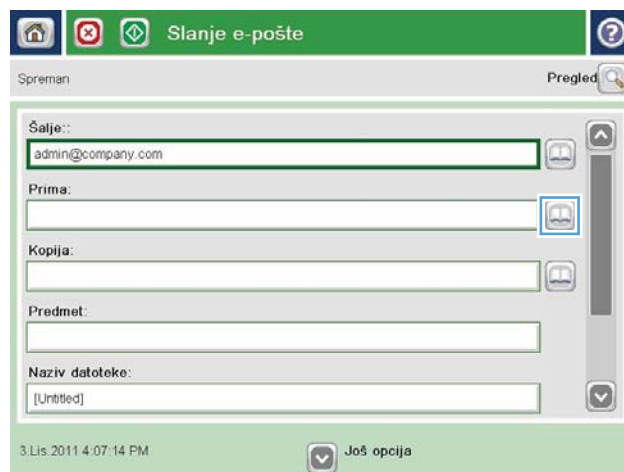 Slanje e-pošte
Spreman
Pregled
Šalje::
admin@company.com
Prima:
Kopija:
Predmet:
Naziv datoteke:
[Untitled]
3.Lis.2011 4:07:14 PM
Još opcija